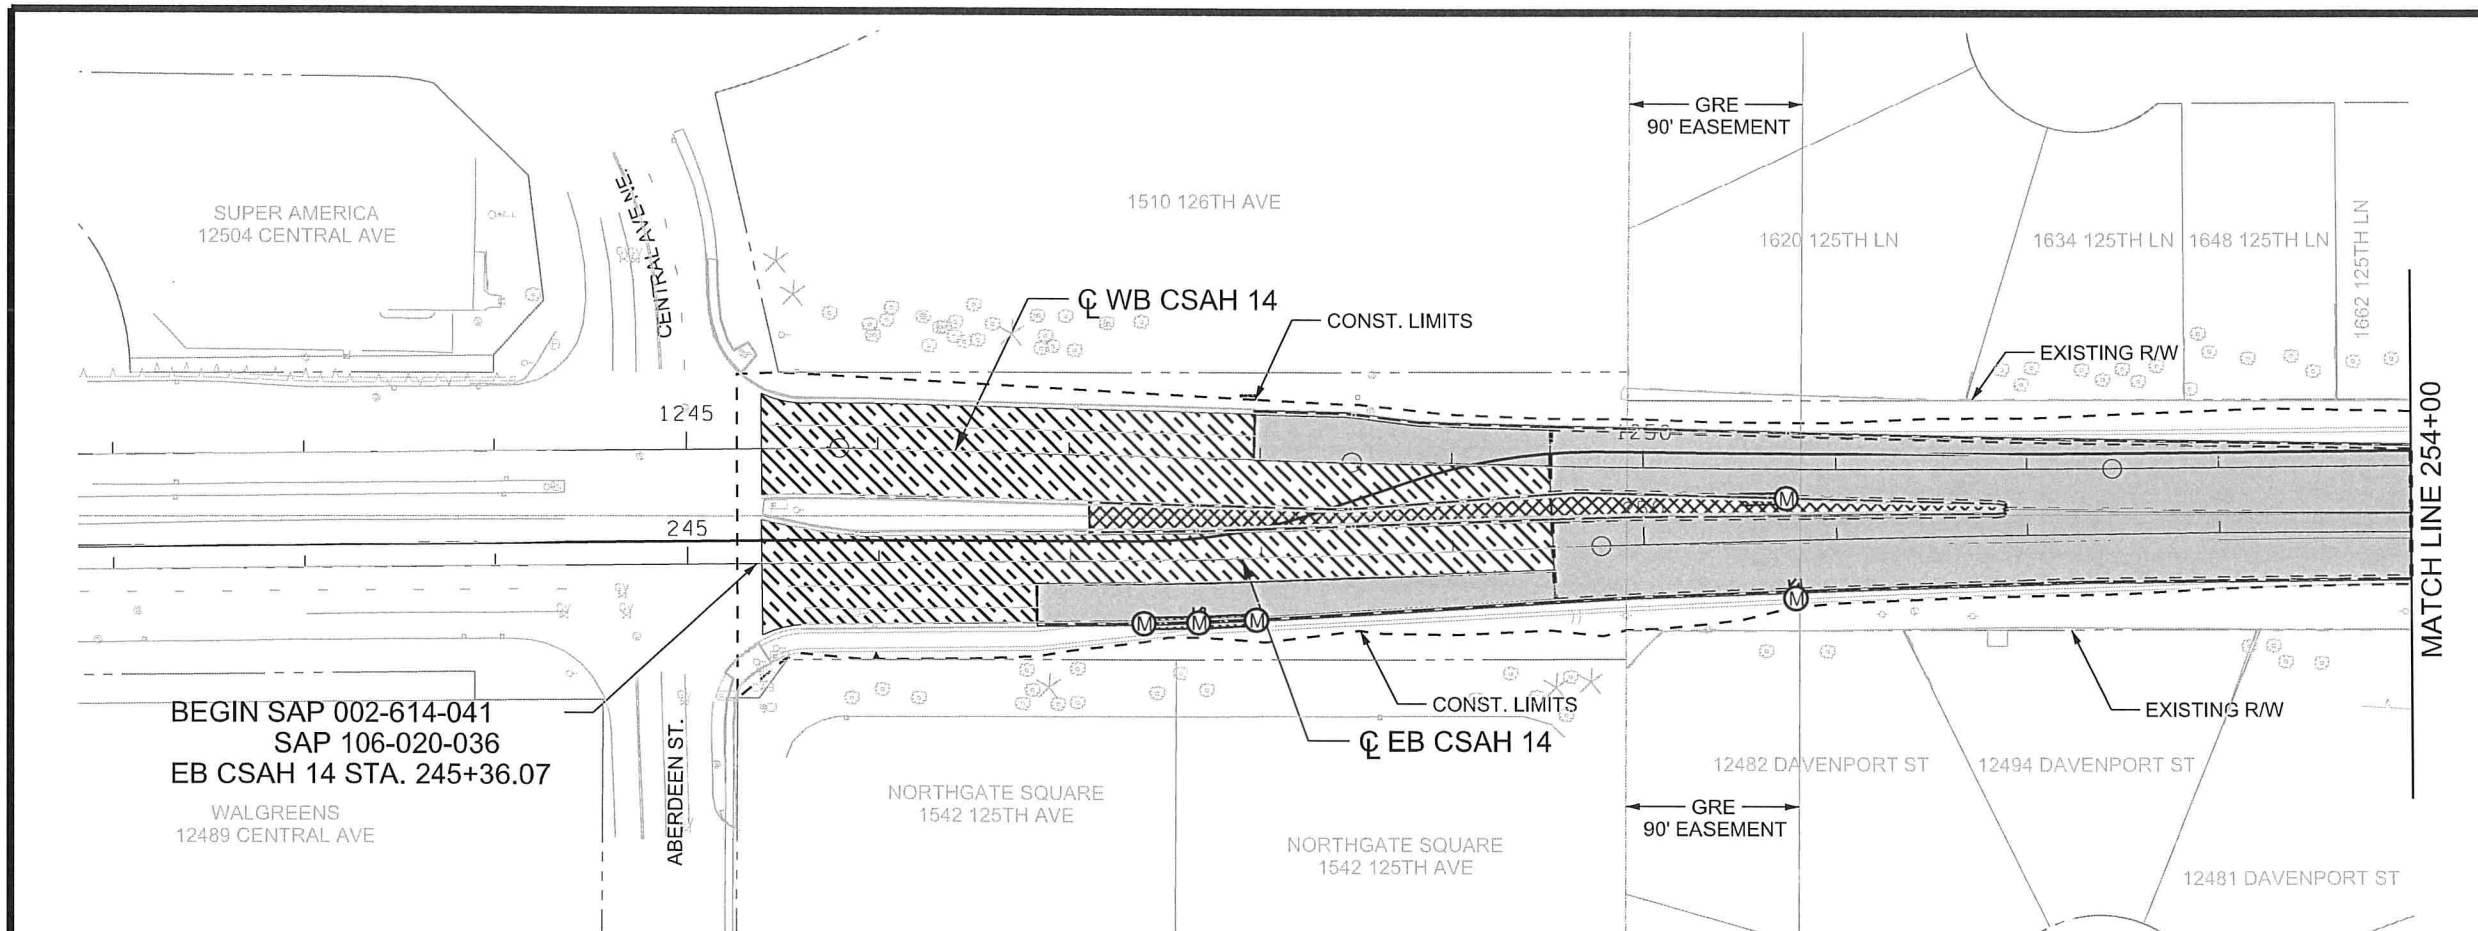 GRE
90' EASEMENT
SUPER AMERICA
12504 CENTRAL AVE
CENTRAL AVE NE.
1510 126TH AVE
1620 125TH LN
1634 125TH LN
1648 125TH LN
1662 125TH LN
℄ WB CSAH 14
CONST. LIMITS
EXISTING R/W
1245
1250
245
M
M
M
M
M
MATCH LINE 254+00
BEGIN SAP 002-614-041
SAP 106-020-036
EB CSAH 14 STA. 245+36.07
ABERDEEN ST.
CONST. LIMITS
EXISTING R/W
℄ EB CSAH 14
WALGREENS
12489 CENTRAL AVE
NORTHGATE SQUARE
1542 125TH AVE
NORTHGATE SQUARE
1542 125TH AVE
12482 DAVENPORT ST
12494 DAVENPORT ST
GRE
90' EASEMENT
12481 DAVENPORT ST